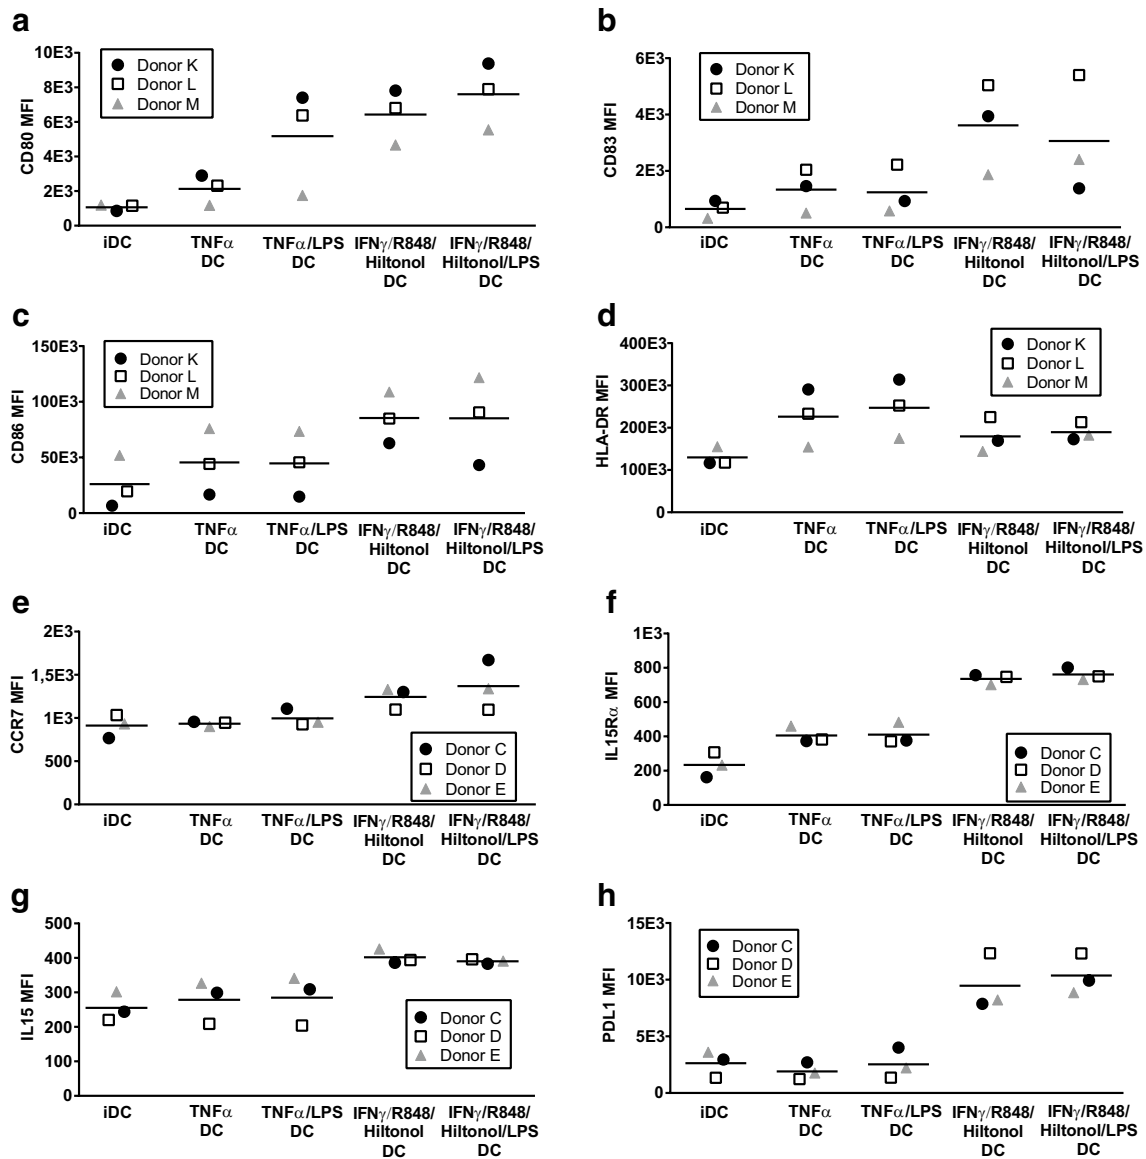 a
CD80 MFI
10E3
8E3
6E3
4E3
2E3
0
Donor K
Donor L
Donor M
iDC
TNFα
DC
TNFα/LPS
DC
IFNγ/R848/
Hiltonol
DC
IFNγ/R848/
Hiltonol/LPS
DC
b
CD83 MFI
6E3
4E3
2E3
0
Donor K
Donor L
Donor M
iDC
TNFα
DC
TNFα/LPS
DC
IFNγ/R848/
Hiltonol
DC
IFNγ/R848/
Hiltonol/LPS
DC
c
CD86 MFI
150E3
100E3
50E3
0
Donor K
Donor L
Donor M
iDC
TNFα
DC
TNFα/LPS
DC
IFNγ/R848/
Hiltonol
DC
IFNγ/R848/
Hiltonol/LPS
DC
d
HLA-DR MFI
400E3
300E3
200E3
100E3
0
Donor K
Donor L
Donor M
iDC
TNFα
DC
TNFα/LPS
DC
IFNγ/R848/
Hiltonol
DC
IFNγ/R848/
Hiltonol/LPS
DC
e
CCR7 MFI
2E3
1,5E3
1E3
500
0
Donor C
Donor D
Donor E
iDC
TNFα
DC
TNFα/LPS
DC
IFNγ/R848/
Hiltonol
DC
IFNγ/R848/
Hiltonol/LPS
DC
f
IL15Rα MFI
1E3
800
600
400
200
0
Donor C
Donor D
Donor E
iDC
TNFα
DC
TNFα/LPS
DC
IFNγ/R848/
Hiltonol
DC
IFNγ/R848/
Hiltonol/LPS
DC
g
IL15 MFI
500
400
300
200
100
0
Donor C
Donor D
Donor E
iDC
TNFα
DC
TNFα/LPS
DC
IFNγ/R848/
Hiltonol
DC
IFNγ/R848/
Hiltonol/LPS
DC
h
PDL1 MFI
15E3
10E3
5E3
0
Donor C
Donor D
Donor E
iDC
TNFα
DC
TNFα/LPS
DC
IFNγ/R848/
Hiltonol
DC
IFNγ/R848/
Hiltonol/LPS
DC